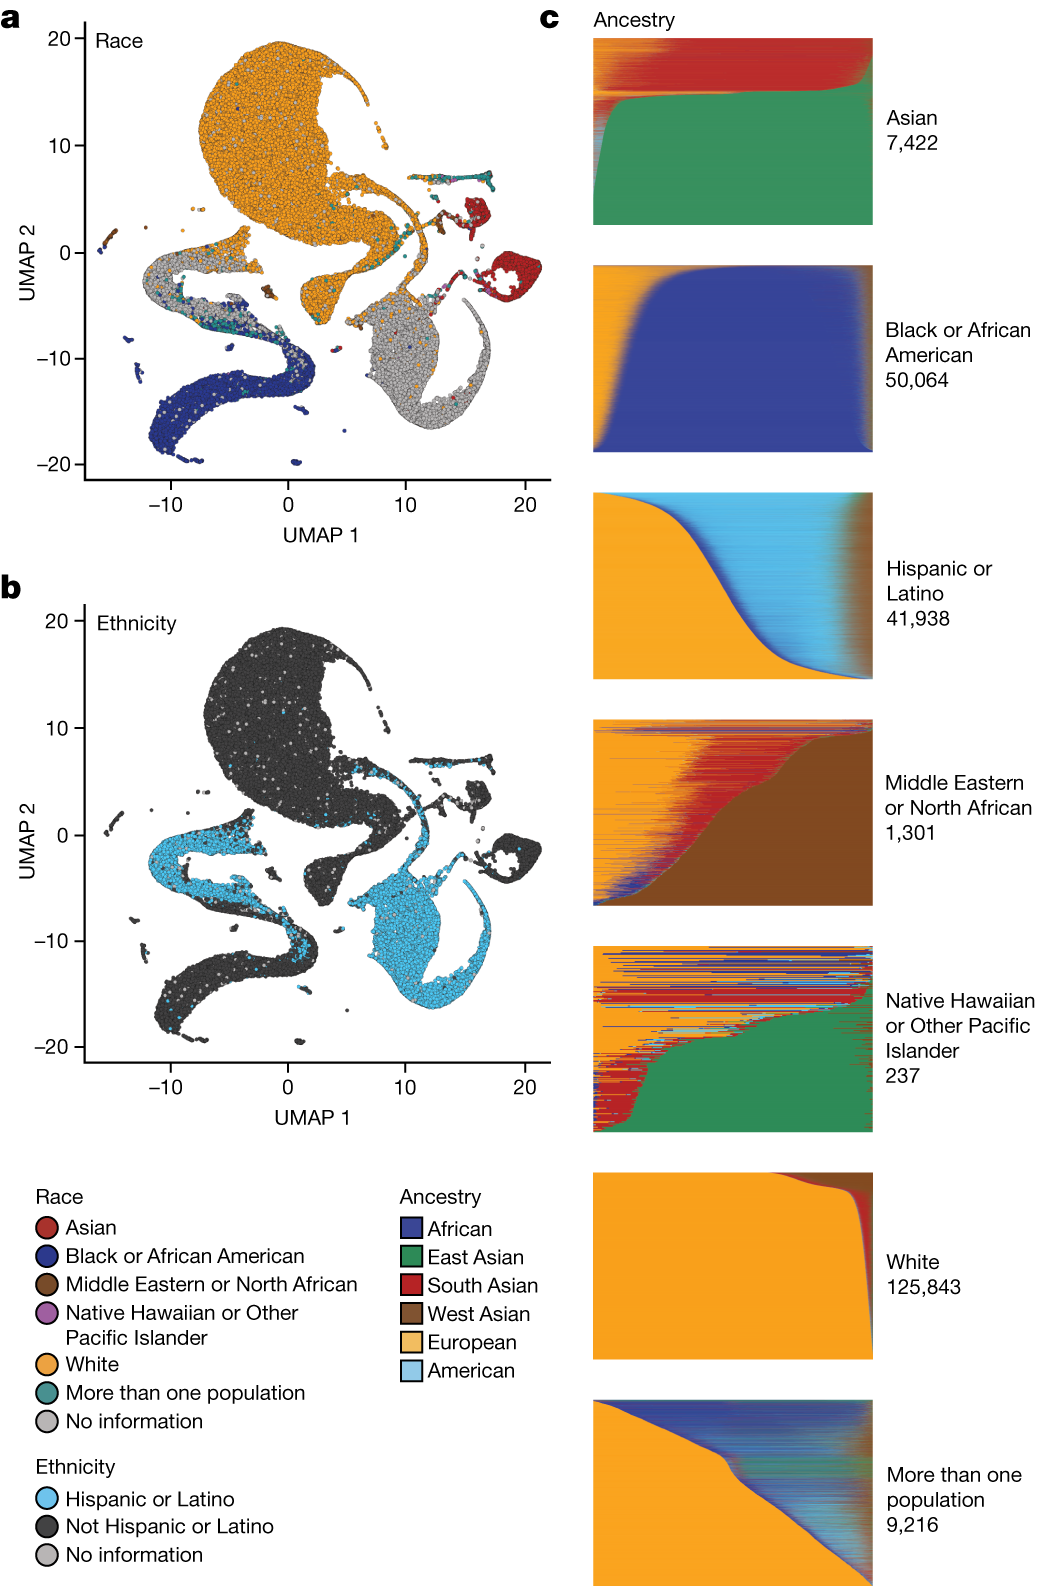 a
Race
20
10
0
−10
−20
UMAP 2
−10
0
10
20
UMAP 1
b
Ethnicity
20
10
0
−10
−20
UMAP 2
−10
0
10
20
UMAP 1
Race
Asian
Black or African American
Middle Eastern or North African
Native Hawaiian or Other
Pacific Islander
White
More than one population
No information
Ethnicity
Hispanic or Latino
Not Hispanic or Latino
No information
Ancestry
African
East Asian
South Asian
West Asian
European
American
c
Ancestry
Asian
7,422
Black or African
American
50,064
Hispanic or
Latino
41,938
Middle Eastern
or North African
1,301
Native Hawaiian
or Other Pacific
Islander
237
White
125,843
More than one
population
9,216